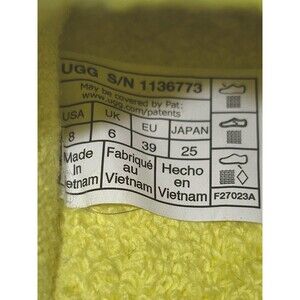 UGG S/N 1136773
May be covered by Pat:
www.ugg.com/patents
USA UK EU JAPAN
8 6 39 25
Made in Vietnam
Fabriqué au Vietnam
Hecho en Vietnam
F27023A